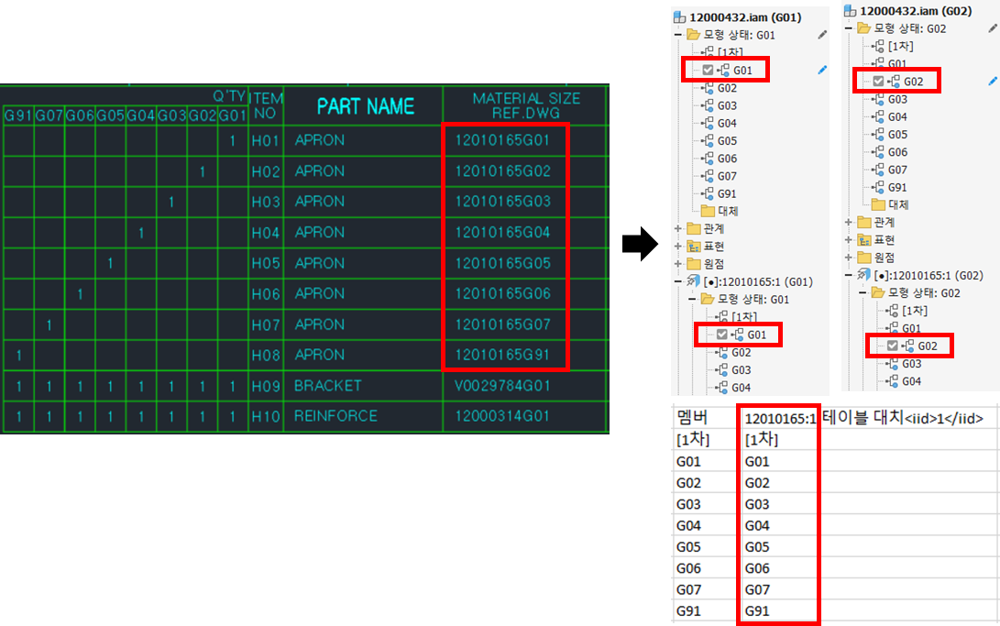 Q'TY ITEM NO PART NAME MATERIAL SIZE REF.DWG
G91 G07 G06 G05 G04 G03 G02 G01
1 H01 APRON 12010165G01
1 H02 APRON 12010165G02
1 H03 APRON 12010165G03
1 H04 APRON 12010165G04
1 H05 APRON 12010165G05
1 H06 APRON 12010165G06
1 H07 APRON 12010165G07
1 H08 APRON 12010165G91
1 1 1 1 1 1 1 1 H09 BRACKET V0029784G01
1 1 1 1 1 1 1 1 H10 REINFORCE 12000314G01
12000432.iam (G01)
모형 상태: G01
[1차]
G01
G02
G03
G04
G05
G06
G07
G91
대체
관계
표현
원점
[●]:12010165:1 (G01)
모형 상태: G01
[1차]
G01
G02
G03
G04
12000432.iam (G02)
모형 상태: G02
[1차]
G01
G02
G03
G04
G05
G06
G07
G91
대체
관계
표현
원점
[●]:12010165:1 (G02)
모형 상태: G02
[1차]
G01
G02
G03
G04
멤버 12010165:1 테이블 대치<iid>1</iid>
[1차] [1차]
G01 G01
G02 G02
G03 G03
G04 G04
G05 G05
G06 G06
G07 G07
G91 G91